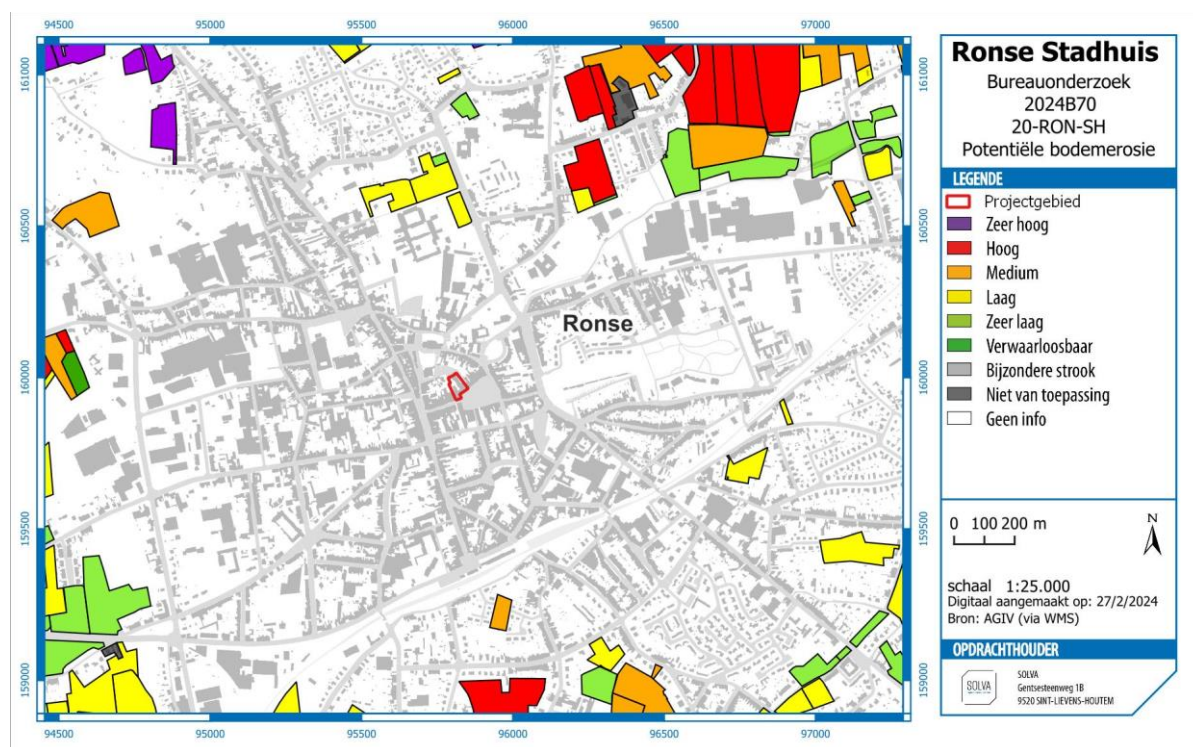 94500 95000 95500 96000 96500 97000
161000
161000
160500
160500
160000
160000
159500
159500
159000
159000
Ronse
94500 95000 95500 96000 96500 97000
Ronse Stadhuis
Bureauonderzoek
2024B70
20-RON-SH
Potentiële bodemerosie
LEGENDE
Projectgebied
Zeer hoog
Hoog
Medium
Laag
Zeer laag
Verwaarloosbaar
Bijzondere strook
Niet van toepassing
Geen info
0 100 200 m
N
schaal 1:25.000
Digitaal aangemaakt op: 27/2/2024
Bron: AGIV (via WMS)
OPDRACHTHOUDER
SOLVA
SOLVA
Gentsesteenweg 1B
9520 SINT-LIEVENS-HOUTEM